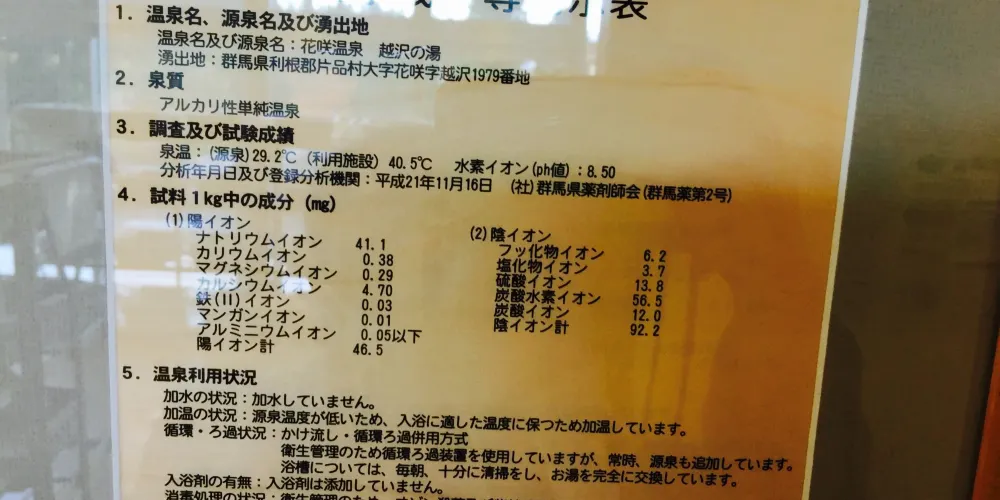 表
1．温泉名、源泉名及び湧出地
温泉名及び源泉名：花咲温泉　越沢の湯
湧出地：群馬県利根郡片品村大字花咲字越沢1979番地
2．泉質
アルカリ性単純温泉
3．調査及び試験成績
泉温：(源泉)29.2℃（利用施設）40.5℃　水素イオン(ph値)：8.50
分析年月日及び登録分析機関：平成21年11月16日　(社)群馬県薬剤師会(群馬薬第2号)
4．試料1kg中の成分（mg）
(1)陽イオン
ナトリウムイオン　41.1
カリウムイオン　0.38
マグネシウムイオン　0.29
カルシウムイオン　4.70
鉄(II)イオン　0.03
マンガンイオン　0.01
アルミニウムイオン　0.05以下
陽イオン計　46.5
(2)陰イオン
フッ化物イオン　6.2
塩化物イオン　3.7
硫酸イオン　13.8
炭酸水素イオン　56.5
炭酸イオン　12.0
陰イオン計　92.2
5．温泉利用状況
加水の状況：加水していません。
加温の状況：源泉温度が低いため、入浴に適した温度に保つため加温しています。
循環・ろ過状況：かけ流し・循環ろ過併用方式
衛生管理のため循環ろ過装置を使用していますが、常時、源泉も追加しています。
浴槽については、毎朝、十分に清掃をし、お湯を完全に交換しています。
入浴剤の有無：入浴剤は添加していません。
消毒処理の状況：衛生管理のため